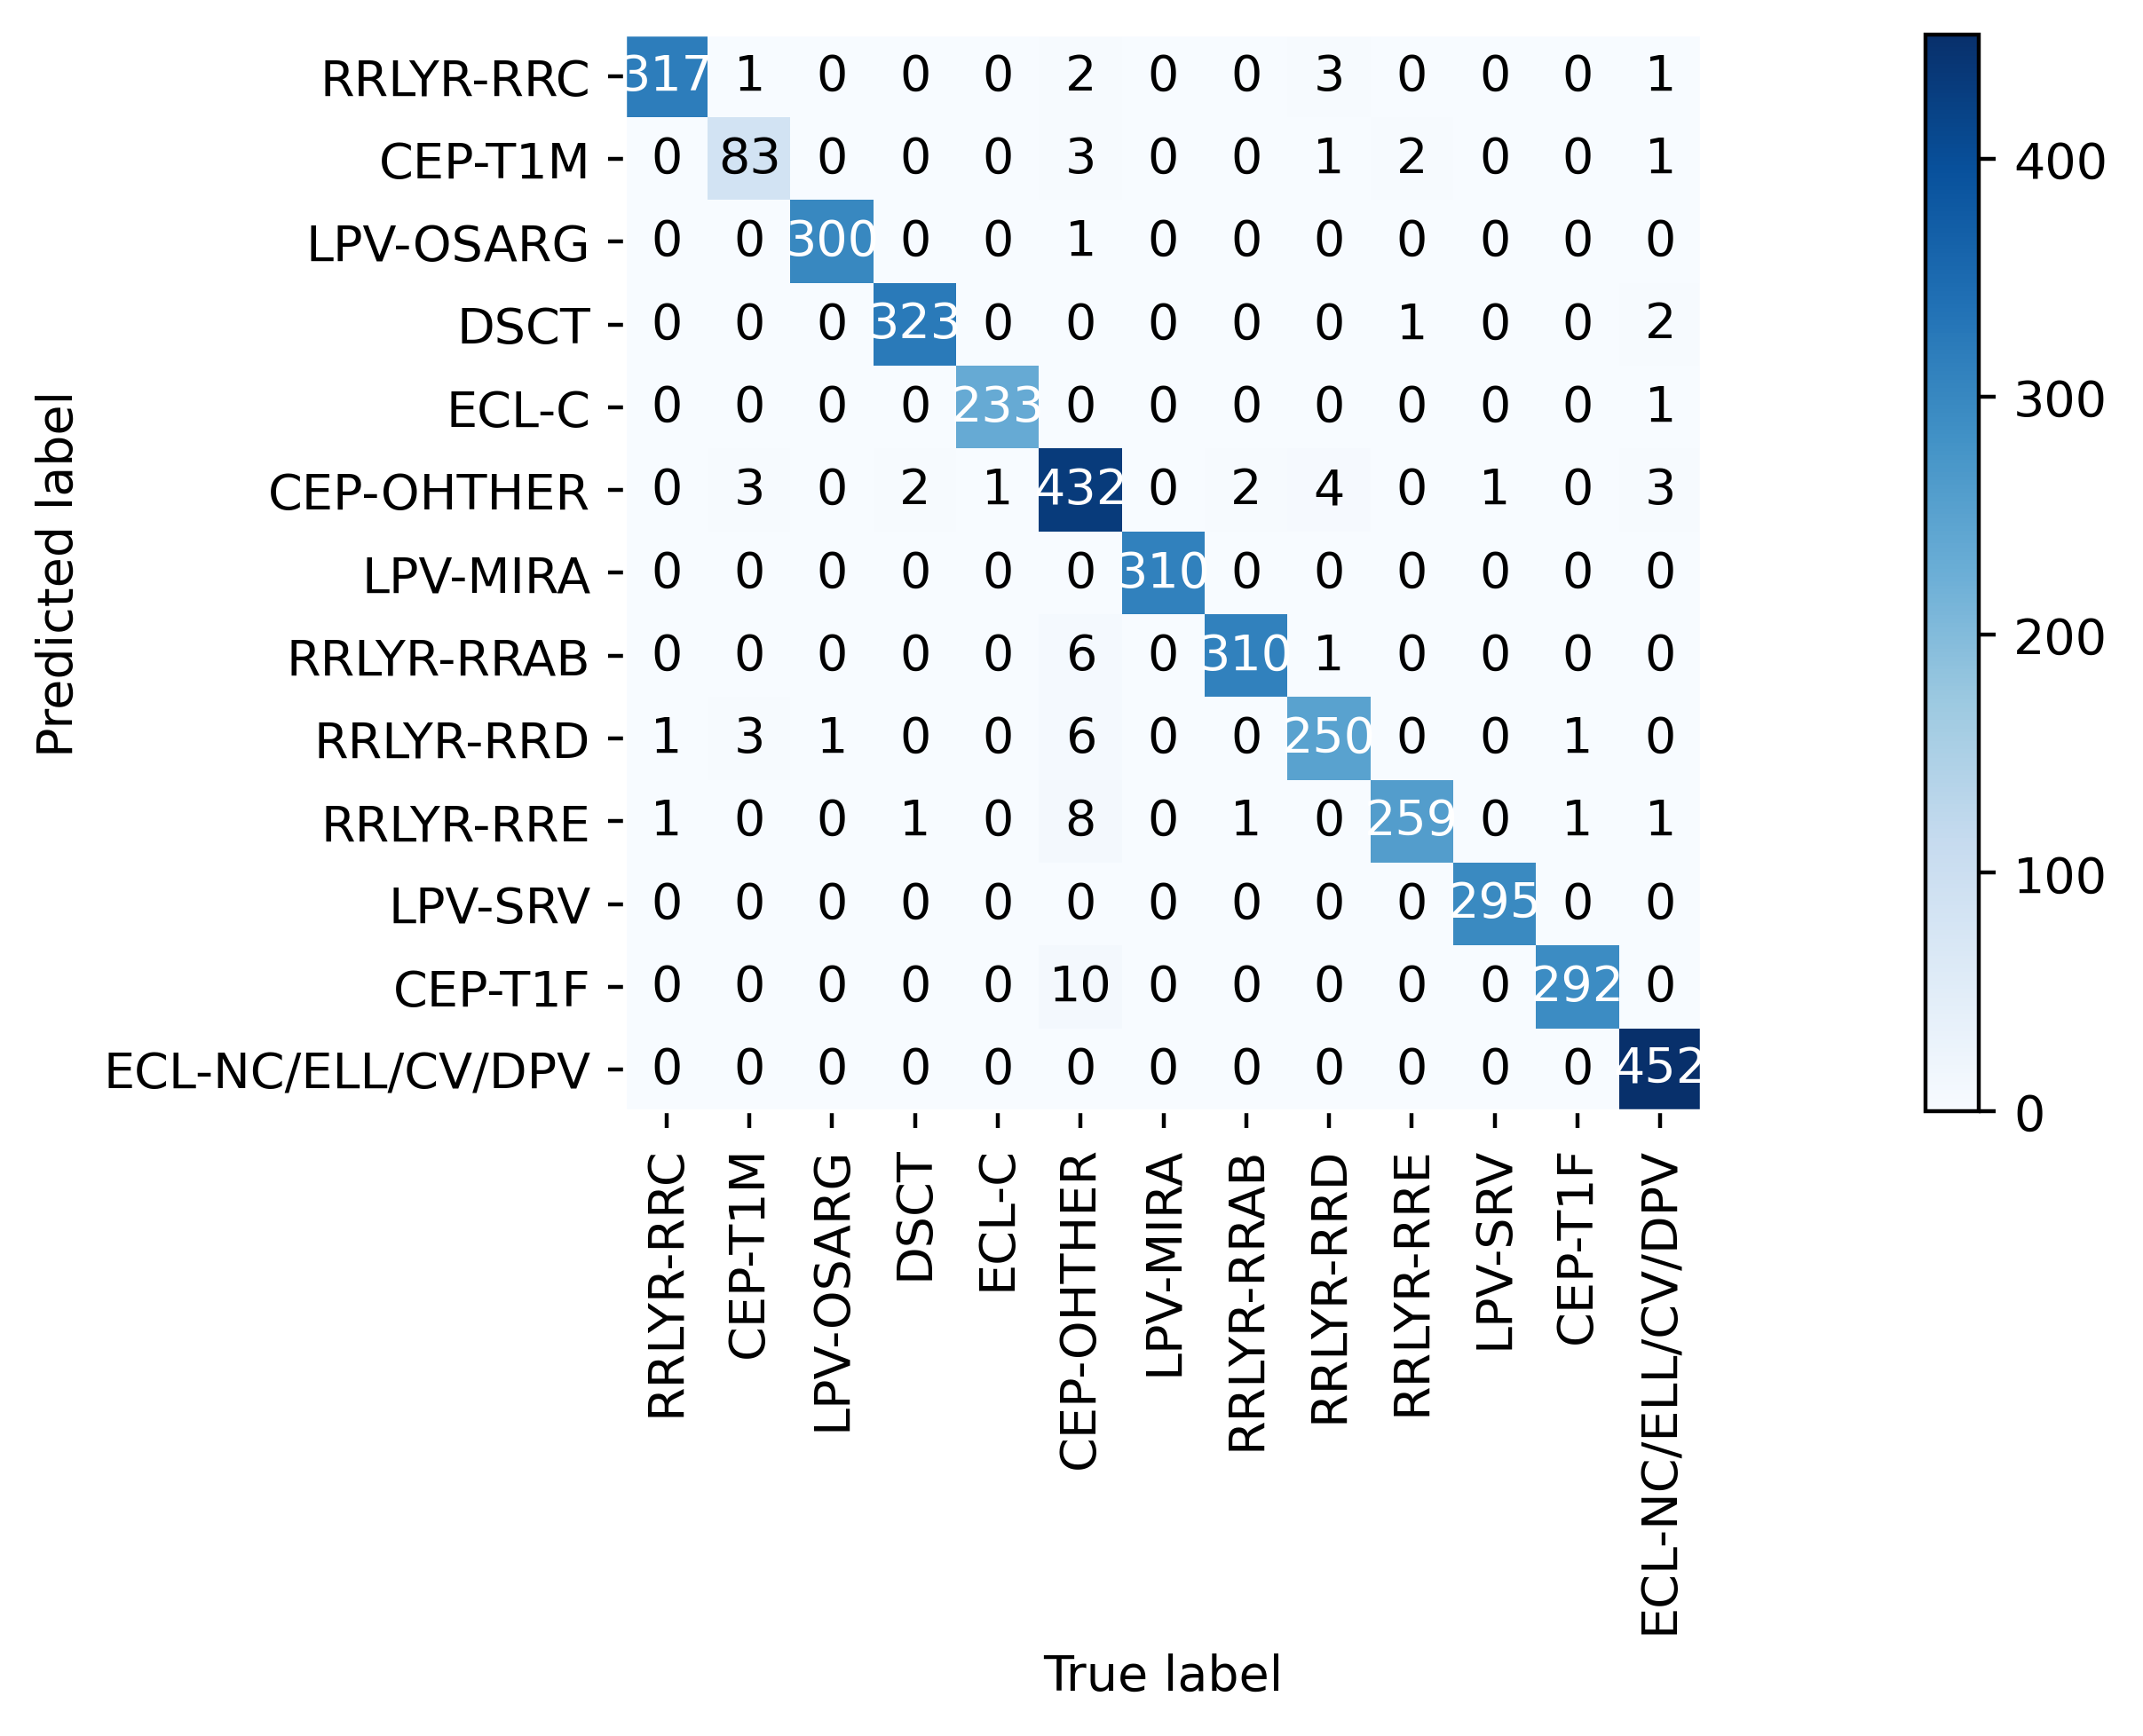 RRLYR-RRC 317 1 0 0 0 2 0 0 3 0 0 0 1
CEP-T1M 0 83 0 0 0 3 0 0 1 2 0 0 1
LPV-OSARG 0 0 300 0 0 1 0 0 0 0 0 0 0
DSCT 0 0 0 323 0 0 0 0 0 1 0 0 2
ECL-C 0 0 0 0 233 0 0 0 0 0 0 0 1
CEP-OHTHER 0 3 0 2 1 432 0 2 4 0 1 0 3
LPV-MIRA 0 0 0 0 0 0 310 0 0 0 0 0 0
RRLYR-RRAB 0 0 0 0 0 6 0 310 1 0 0 0 0
RRLYR-RRD 1 3 1 0 0 6 0 0 250 0 0 1 0
RRLYR-RRE 1 0 0 1 0 8 0 1 0 259 0 1 1
LPV-SRV 0 0 0 0 0 0 0 0 0 0 295 0 0
CEP-T1F 0 0 0 0 0 10 0 0 0 0 0 292 0
ECL-NC/ELL/CV/DPV 0 0 0 0 0 0 0 0 0 0 0 0 452
Predicted label
RRLYR-RRC
CEP-T1M
LPV-OSARG
DSCT
ECL-C
CEP-OHTHER
LPV-MIRA
RRLYR-RRAB
RRLYR-RRD
RRLYR-RRE
LPV-SRV
CEP-T1F
ECL-NC/ELL/CV/DPV
True label
400
300
200
100
0